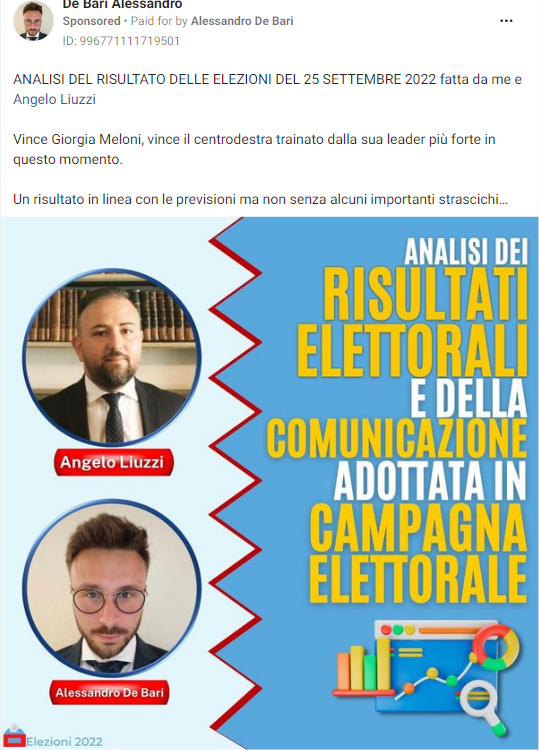 De Bari Alessandro
Sponsored • Paid for by Alessandro De Bari
ID: 996771111719501
ANALISI DEL RISULTATO DELLE ELEZIONI DEL 25 SETTEMBRE 2022 fatta da me e
Angelo Liuzzi
Vince Giorgia Meloni, vince il centrodestra trainato dalla sua leader più forte in
questo momento.
Un risultato in linea con le previsioni ma non senza alcuni importanti strascichi...
ANALISI DEI
RISULTATI
ELETTORALI
E DELLA
COMUNICAZIONE
ADOTTATA IN
CAMPAGNA
ELETTORALE
Angelo Liuzzi
Alessandro De Bari
Elezioni 2022